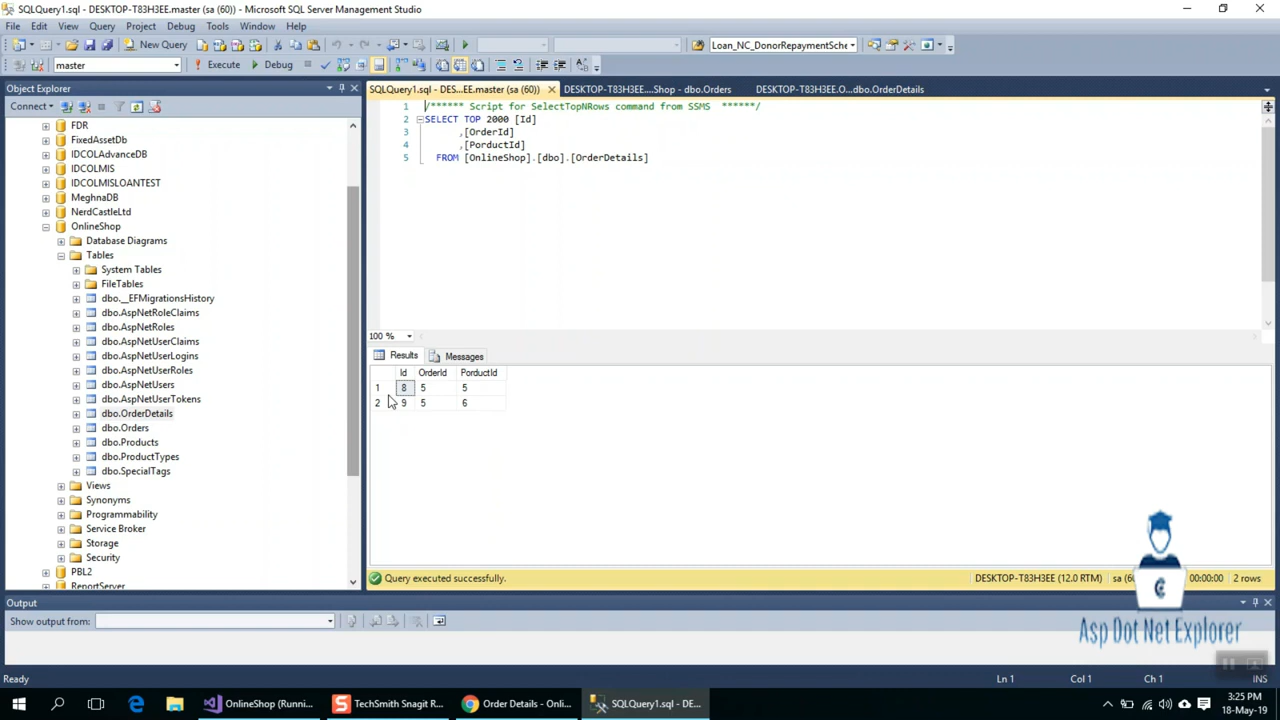 SQLQuery1.sql - DESKTOP-T83H3EE.master (sa (60)) - Microsoft SQL Server Management Studio
File Edit View Query Project Debug Tools Window Help
New Query Loan_NC_DonorRepaymentSche
master Execute Debug
Object Explorer
SQLQuery1.sql - DES...EE.master (sa (60)) DESKTOP-T83H3EE....Shop - dbo.Orders DESKTOP-T83H3EE.O...dbo.OrderDetails
Connect
FDR
FixedAssetDb
IDCOLAdvanceDB
IDCOLMIS
IDCOLMISLOANTEST
MeghnaDB
NerdCastleLtd
OnlineShop
Database Diagrams
Tables
System Tables
FileTables
dbo.__EFMigrationsHistory
dbo.AspNetRoleClaims
dbo.AspNetRoles
dbo.AspNetUserClaims
dbo.AspNetUserLogins
dbo.AspNetUserRoles
dbo.AspNetUsers
dbo.AspNetUserTokens
dbo.OrderDetails
dbo.Orders
dbo.Products
dbo.ProductTypes
dbo.SpecialTags
Views
Synonyms
Programmability
Service Broker
Storage
Security
PBL2
ReportServer
1 /****** Script for SelectTopNRows command from SSMS ******/
2 SELECT TOP 2000 [Id]
3 ,[OrderId]
4 ,[PorductId]
5 FROM [OnlineShop].[dbo].[OrderDetails]
100 %
Results Messages
Id OrderId PorductId
1 8 5 5
2 9 5 6
Query executed successfully. DESKTOP-T83H3EE (12.0 RTM) sa (6 00:00:00 2 rows
Output
Show output from:
Asp Dot Net Explorer
Ready Ln 1 Col 1 Ch 1 INS
OnlineShop (Runni... TechSmith Snagit R... Order Details - Onli... SQLQuery1.sql - DE...
3:25 PM
18-May-19